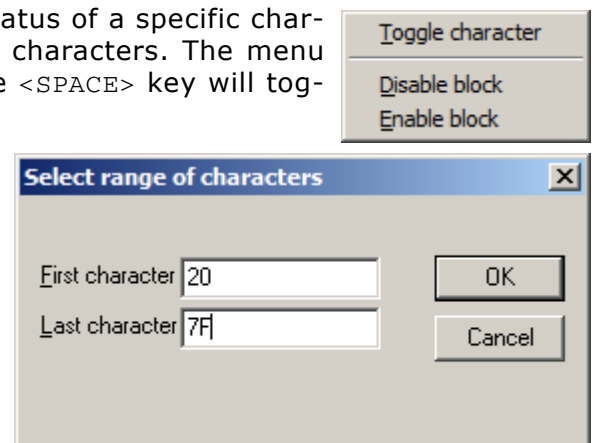 atus of a specific char-
characters. The menu
<SPACE> key will tog-
Toggle character
Disable block
Enable block
Select range of characters
First character 20
OK
Last character 7F
Cancel